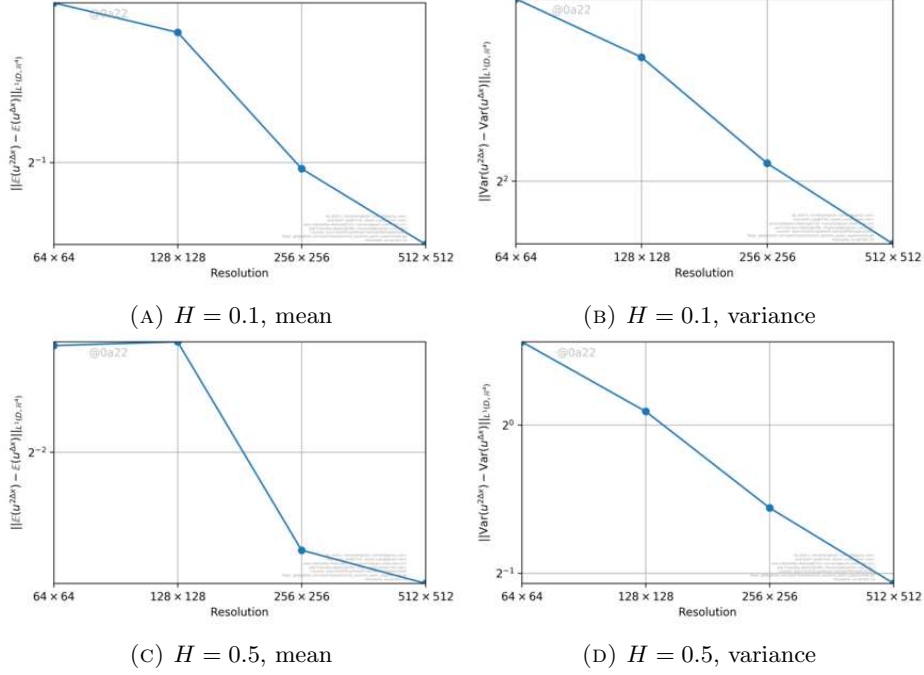 @0a22
||𝔼(u^{2Δx}) − 𝔼(u^{Δx})||_{L^1(D,ℝ^4)}
2^{-1}
64 × 64 128 × 128 256 × 256 512 × 512
Resolution
(A) H = 0.1, mean
@0a22
||Var(u^{2Δx}) − Var(u^{Δx})||_{L^1(D,ℝ^4)}
2^2
64 × 64 128 × 128 256 × 256 512 × 512
Resolution
(B) H = 0.1, variance
@0a22
||𝔼(u^{2Δx}) − 𝔼(u^{Δx})||_{L^1(D,ℝ^4)}
2^{-2}
64 × 64 128 × 128 256 × 256 512 × 512
Resolution
(C) H = 0.5, mean
@0a22
||Var(u^{2Δx}) − Var(u^{Δx})||_{L^1(D,ℝ^4)}
2^0
2^{-1}
64 × 64 128 × 128 256 × 256 512 × 512
Resolution
(D) H = 0.5, variance